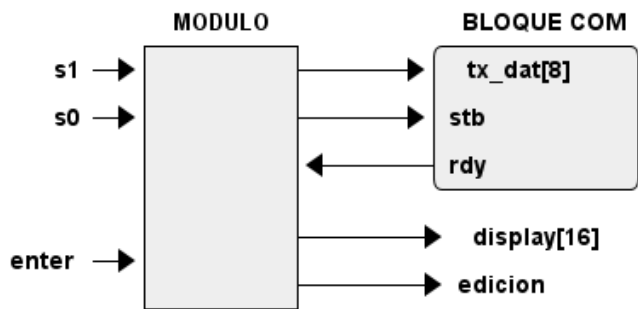 MODULO
BLOQUE COM
s1
tx_dat[8]
s0
stb
rdy
display[16]
enter
edicion